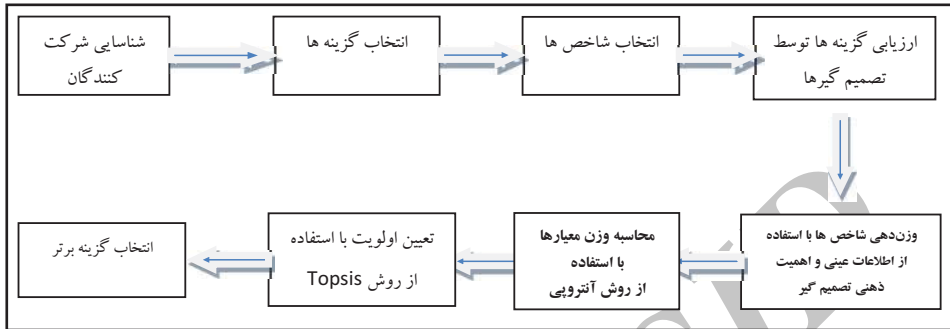 شناسایی شرکت
کنندگان
انتخاب گزینه ها
انتخاب شاخص ها
ارزیابی گزینه ها توسط
تصمیم گیرها
وزن‌دهی شاخص ها با استفاده
از اطلاعات عینی و اهمیت
ذهنی تصمیم گیر
محاسبه وزن معیارها
با استفاده
از روش آنتروپی
تعیین اولویت با استفاده
از روش Topsis
انتخاب گزینه برتر